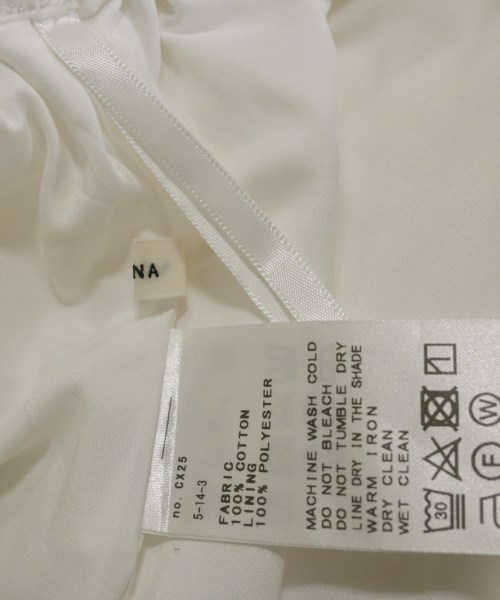 NA
no. CX25
5-14-3
FABRIC
100% COTTON
LINING
100% POLYESTER
MACHINE WASH COLD
DO NOT BLEACH
DO NOT TUMBLE DRY
LINE DRY IN THE SHADE
WARM IRON
DRY CLEAN
WET CLEAN
30
F
W